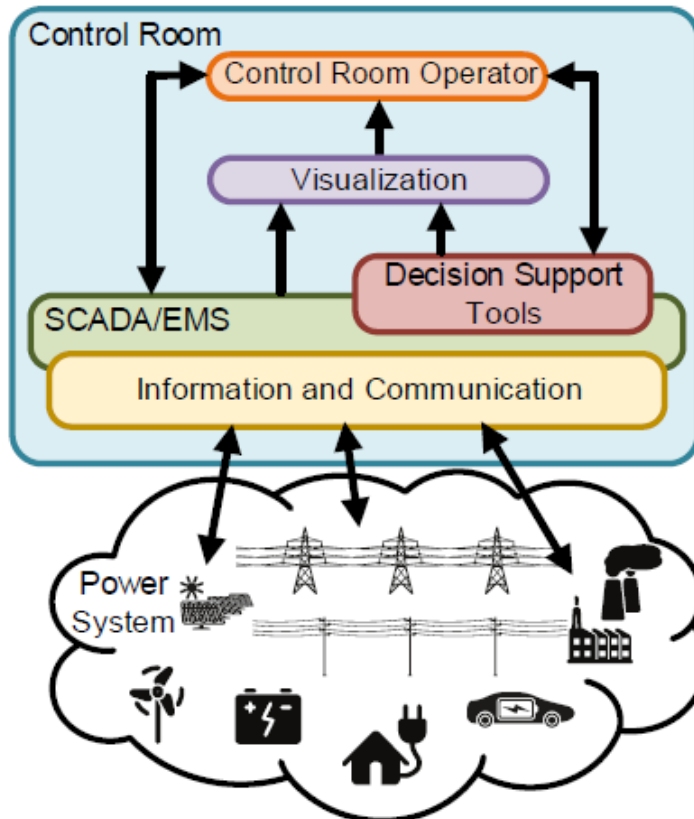 Control Room
Control Room Operator
Visualization
Decision Support
Tools
SCADA/EMS
Information and Communication
Power
System